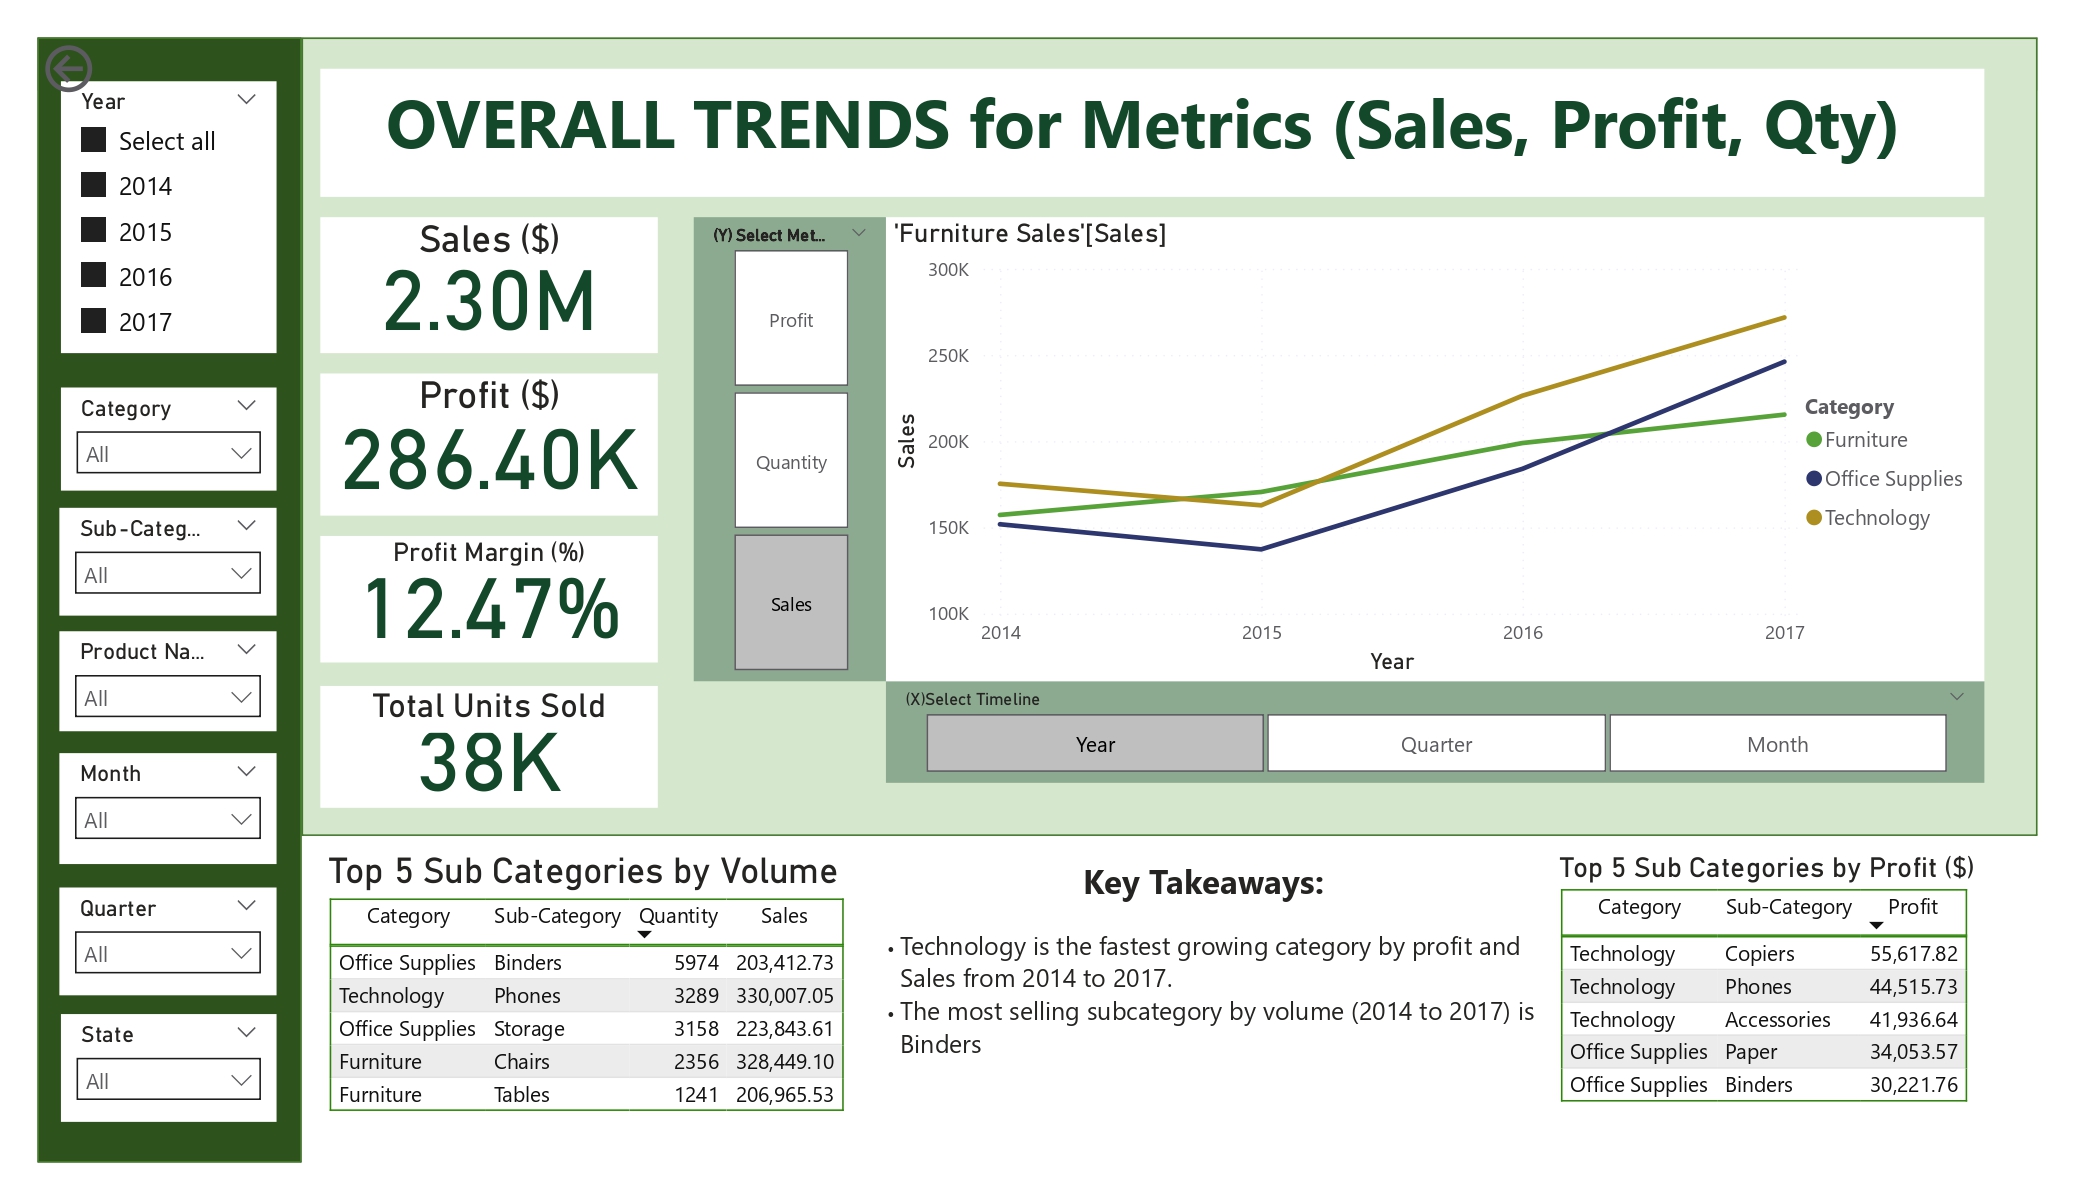 Year
Select all
2014
2015
2016
2017
Category
All
Sub-Categ...
All
Product Na...
All
Month
All
Quarter
All
State
All
OVERALL TRENDS for Metrics (Sales, Profit, Qty)
Sales ($)
2.30M
Profit ($)
286.40K
Profit Margin (%)
12.47%
Total Units Sold
38K
(Y) Select Met...
Profit
Quantity
Sales
'Furniture Sales'[Sales]
300K
250K
200K
150K
100K
Sales
2014 2015 2016 2017
Year
Category
Furniture
Office Supplies
Technology
(X)Select Timeline
Year Quarter Month
Top 5 Sub Categories by Volume
Category Sub-Category Quantity Sales
Office Supplies Binders 5974 203,412.73
Technology Phones 3289 330,007.05
Office Supplies Storage 3158 223,843.61
Furniture Chairs 2356 328,449.10
Furniture Tables 1241 206,965.53
Key Takeaways:
• Technology is the fastest growing category by profit and
Sales from 2014 to 2017.
• The most selling subcategory by volume (2014 to 2017) is
Binders
Top 5 Sub Categories by Profit ($)
Category Sub-Category Profit
Technology Copiers 55,617.82
Technology Phones 44,515.73
Technology Accessories 41,936.64
Office Supplies Paper 34,053.57
Office Supplies Binders 30,221.76